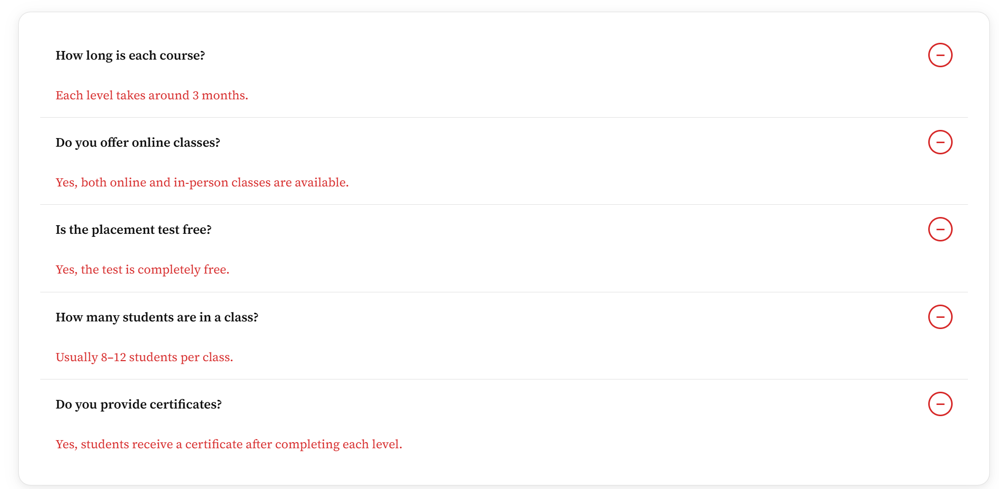 How long is each course?
Each level takes around 3 months.
Do you offer online classes?
Yes, both online and in-person classes are available.
Is the placement test free?
Yes, the test is completely free.
How many students are in a class?
Usually 8–12 students per class.
Do you provide certificates?
Yes, students receive a certificate after completing each level.